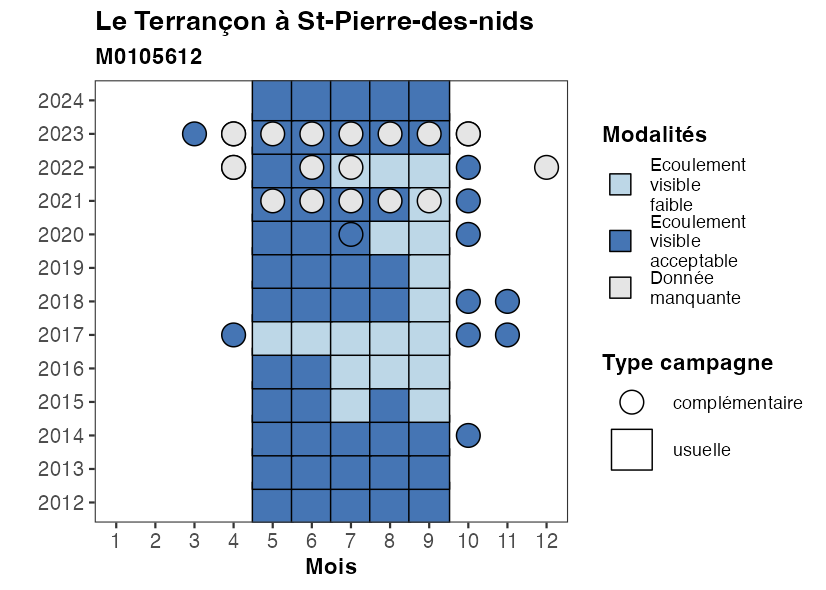 Le Terrançon à St-Pierre-des-nids
M0105612
2024
2023
2022
2021
2020
2019
2018
2017
2016
2015
2014
2013
2012
1 2 3 4 5 6 7 8 9 10 11 12
Mois
Modalités
Ecoulement
visible
faible
Ecoulement
visible
acceptable
Donnée
manquante
Type campagne
complémentaire
usuelle